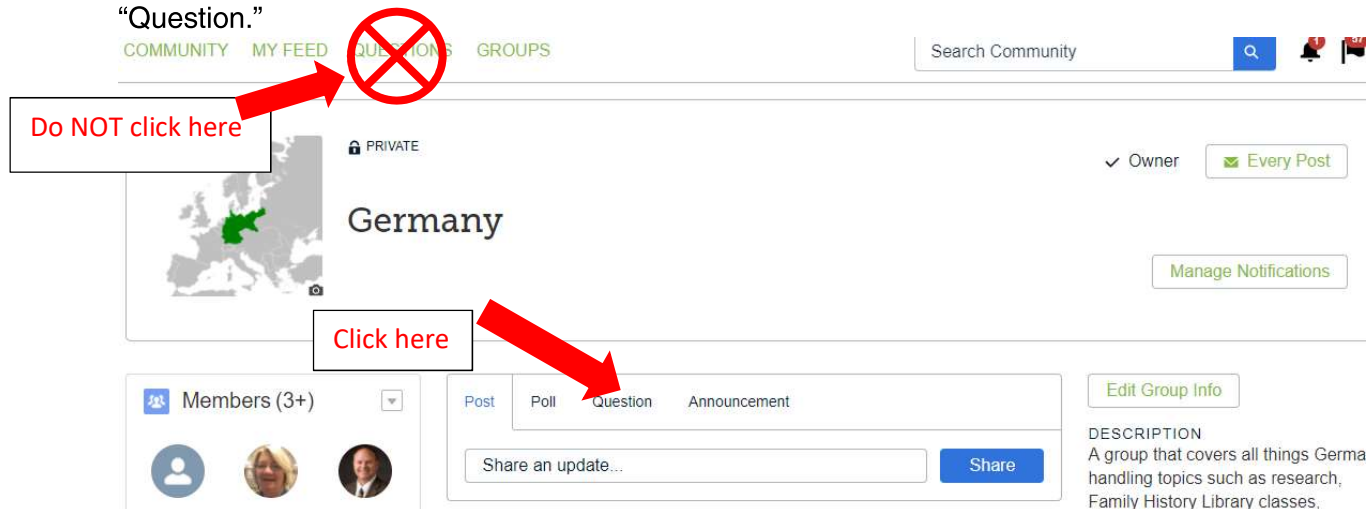 “Question.”
COMMUNITY MY FEED QUESTIONS GROUPS
Search Community
1
57
Do NOT click here
PRIVATE
Owner
Every Post
Germany
Manage Notifications
Click here
Members (3+)
Post Poll Question Announcement
Share an update...
Share
Edit Group Info
DESCRIPTION
A group that covers all things Germa
handling topics such as research,
Family History Library classes,